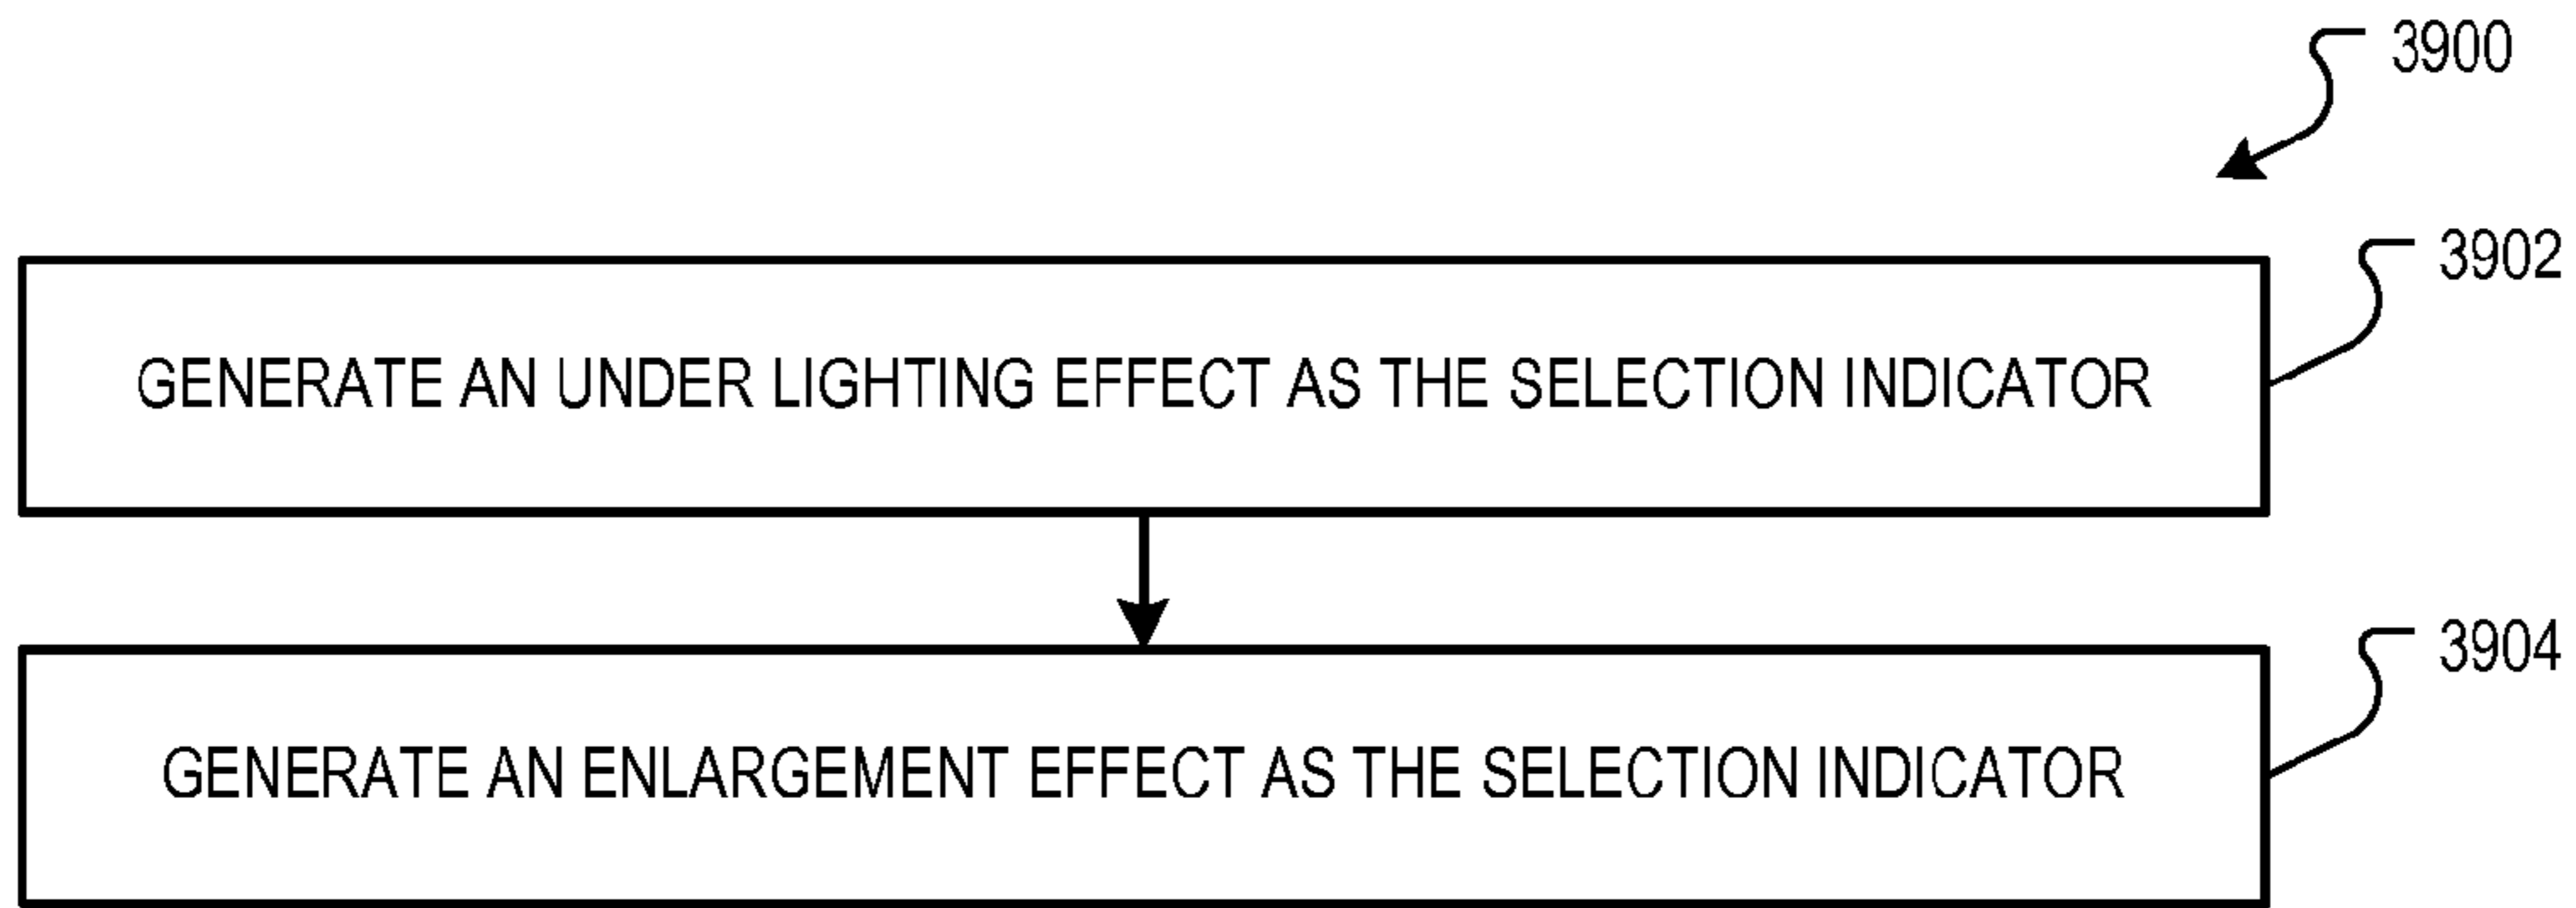 3900
3902
GENERATE AN UNDER LIGHTING EFFECT AS THE SELECTION INDICATOR
3904
GENERATE AN ENLARGEMENT EFFECT AS THE SELECTION INDICATOR